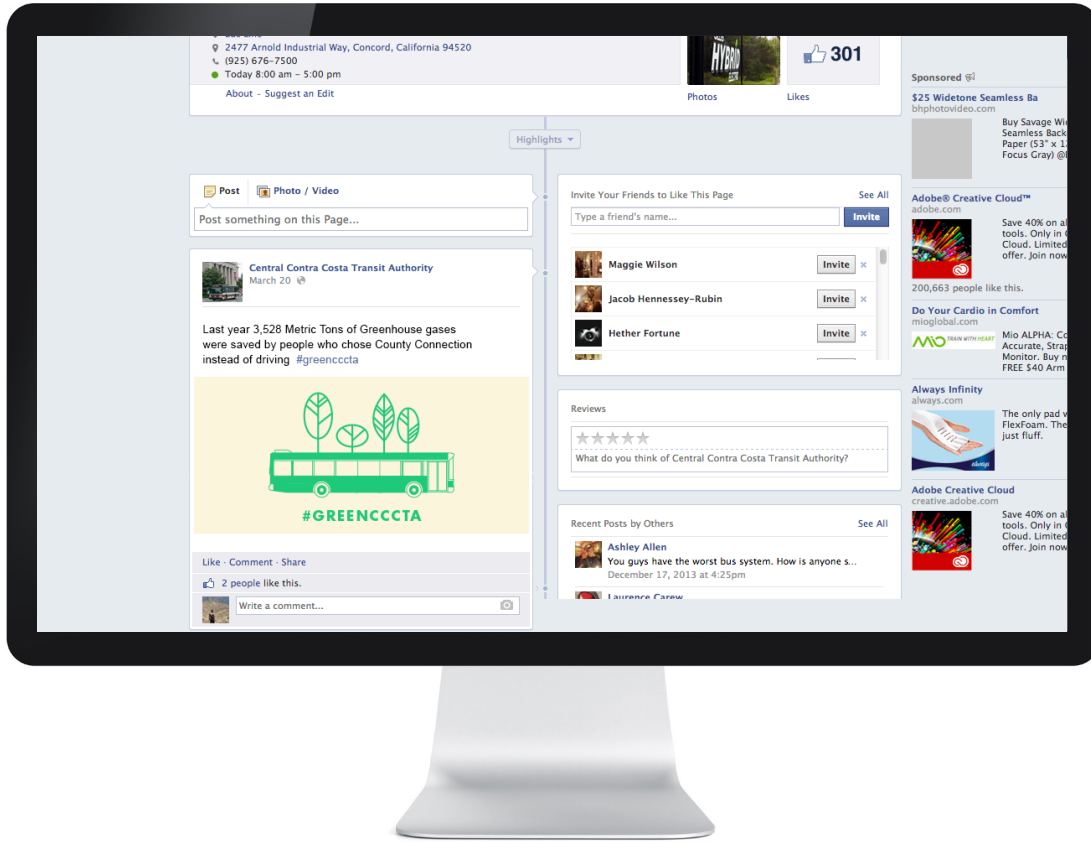 2477 Arnold Industrial Way, Concord, California 94520
(925) 676-7500
Today 8:00 am - 5:00 pm
About - Suggest an Edit
HYBRID
Photos
301
Likes
Highlights
Post
Photo / Video
Post something on this Page...
Central Contra Costa Transit Authority
March 20
Last year 3,528 Metric Tons of Greenhouse gases
were saved by people who chose County Connection
instead of driving #greenccta
#GREENCCCTA
Like · Comment · Share
2 people like this.
Write a comment...
Invite Your Friends to Like This Page
See All
Type a friend's name...
Invite
Maggie Wilson
Invite
Jacob Hennessey-Rubin
Invite
Hether Fortune
Invite
Reviews
What do you think of Central Contra Costa Transit Authority?
Recent Posts by Others
See All
Ashley Allen
You guys have the worst bus system. How is anyone s...
December 17, 2013 at 4:25pm
Laurence Carew
Sponsored
$25 Widetone Seamless Ba
bhphotovideo.com
Buy Savage Wi
Seamless Back
Paper (53" x 1
Focus Gray) @
Adobe® Creative Cloud™
adobe.com
Save 40% on al
tools. Only in
Cloud. Limited
offer. Join now
200,663 people like this.
Do Your Cardio in Comfort
mioglobal.com
MIO TRAIN WITH HEART
Mio ALPHA: Co
Accurate, Strap
Monitor. Buy n
FREE $40 Arm
Always Infinity
always.com
always
The only pad w
FlexFoam. The
just fluff.
Adobe Creative Cloud
creative.adobe.com
Save 40% on al
tools. Only in
Cloud. Limited
offer. Join now